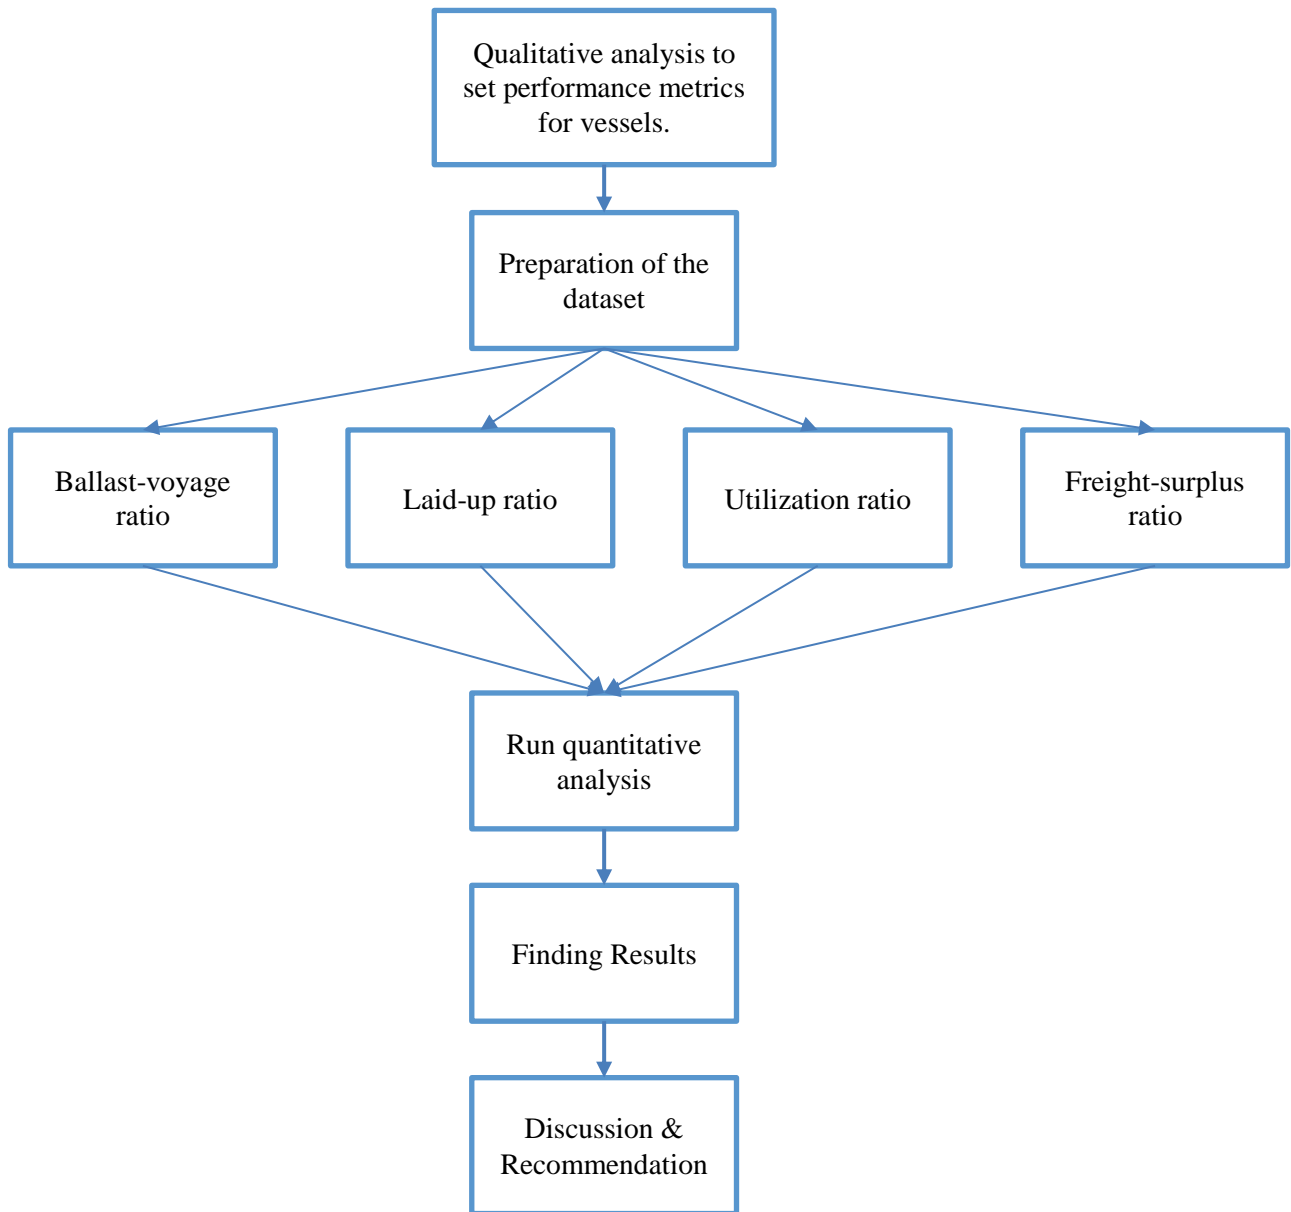 Qualitative analysis to
set performance metrics
for vessels.
Preparation of the
dataset
Ballast-voyage
ratio
Laid-up ratio
Utilization ratio
Freight-surplus
ratio
Run quantitative
analysis
Finding Results
Discussion &
Recommendation